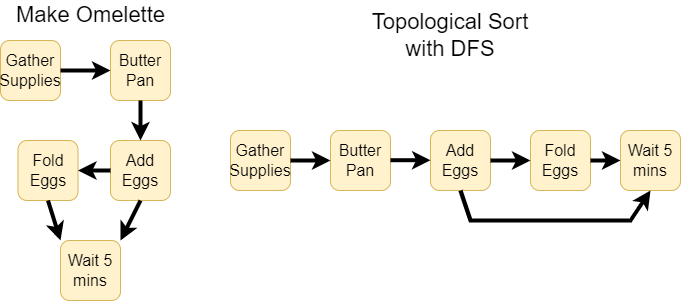 Make Omelette
Gather
Supplies
Butter
Pan
Fold
Eggs
Add
Eggs
Wait 5
mins
Topological Sort
with DFS
Gather
Supplies
Butter
Pan
Add
Eggs
Fold
Eggs
Wait 5
mins